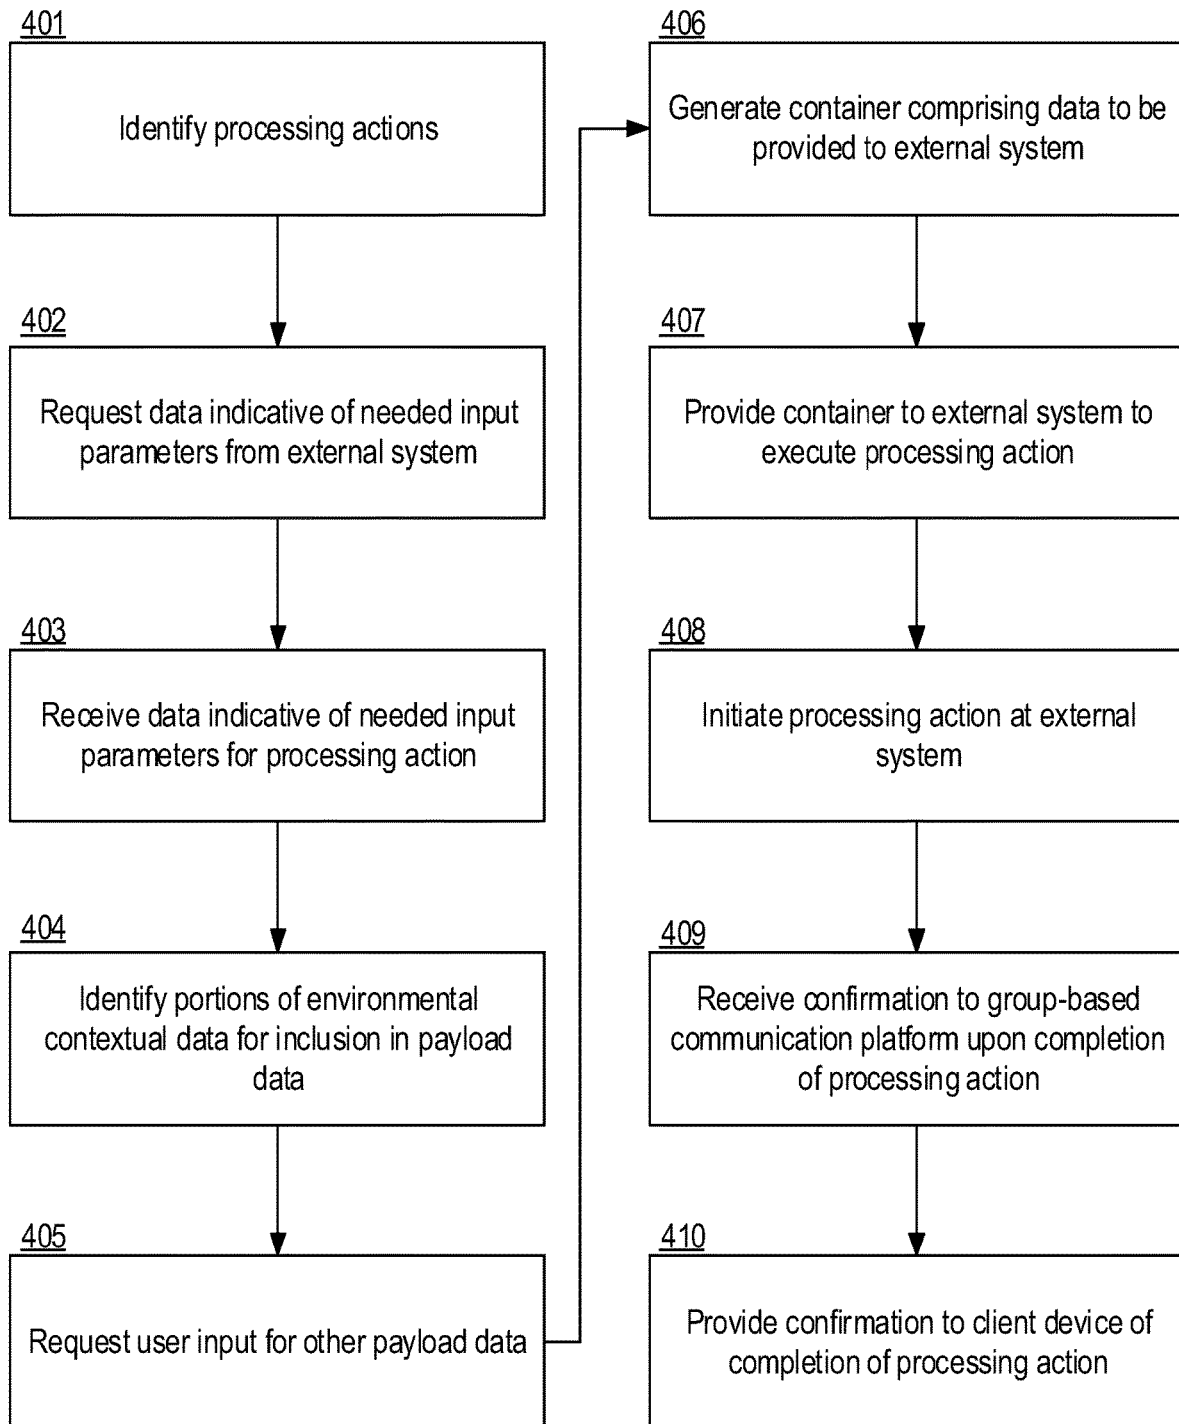 401
Identify processing actions
402
Request data indicative of needed input
parameters from external system
403
Receive data indicative of needed input
parameters for processing action
404
Identify portions of environmental
contextual data for inclusion in payload
data
405
Request user input for other payload data
406
Generate container comprising data to be
provided to external system
407
Provide container to external system to
execute processing action
408
Initiate processing action at external
system
409
Receive confirmation to group-based
communication platform upon completion
of processing action
410
Provide confirmation to client device of
completion of processing action